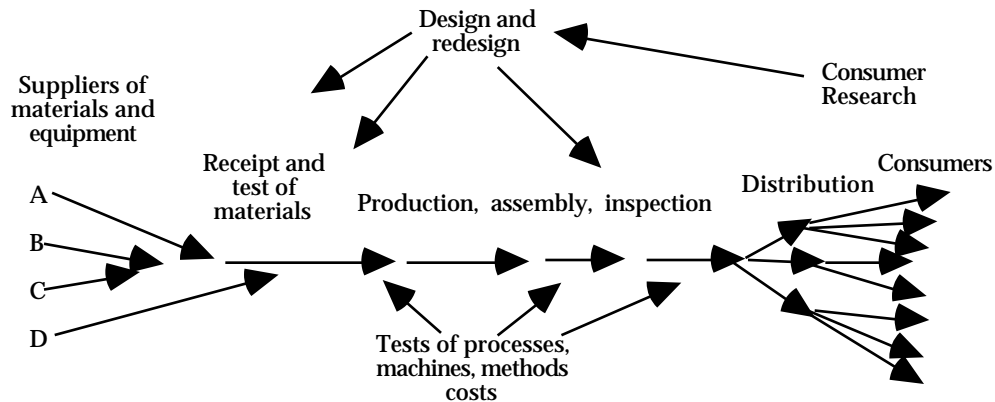 Design and
redesign
Consumer
Research
Suppliers of
materials and
equipment
Receipt and
test of
materials
Production, assembly, inspection
Distribution
Consumers
A
B
C
D
Tests of processes,
machines, methods
costs